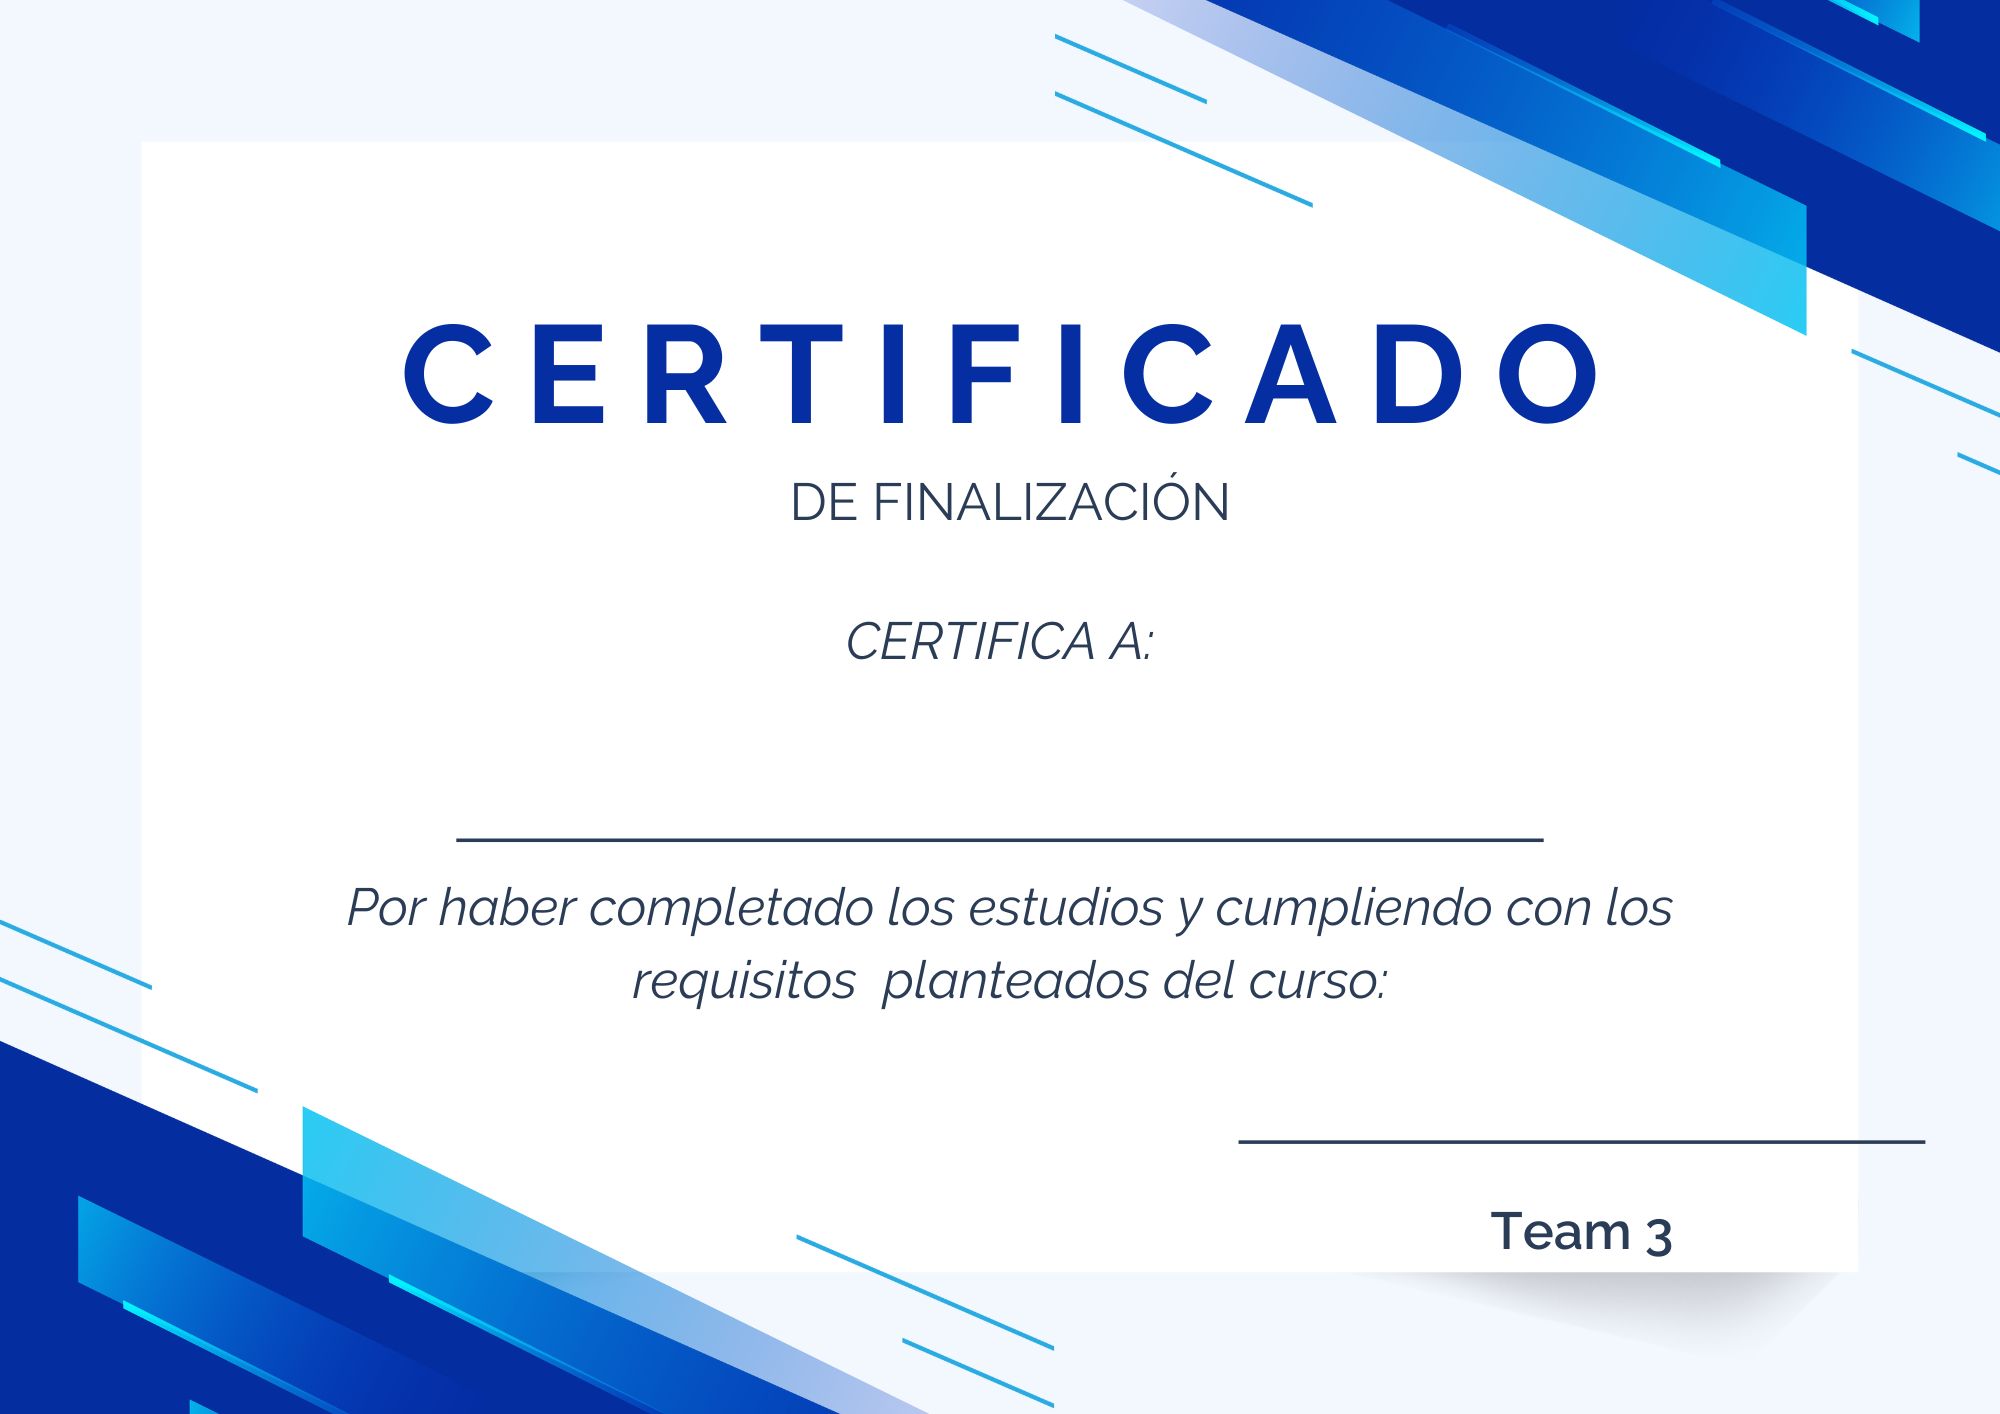 CERTIFICADO
DE FINALIZACIÓN
CERTIFICA A:
Por haber completado los estudios y cumpliendo con los
requisitos  planteados del curso:
Team 3